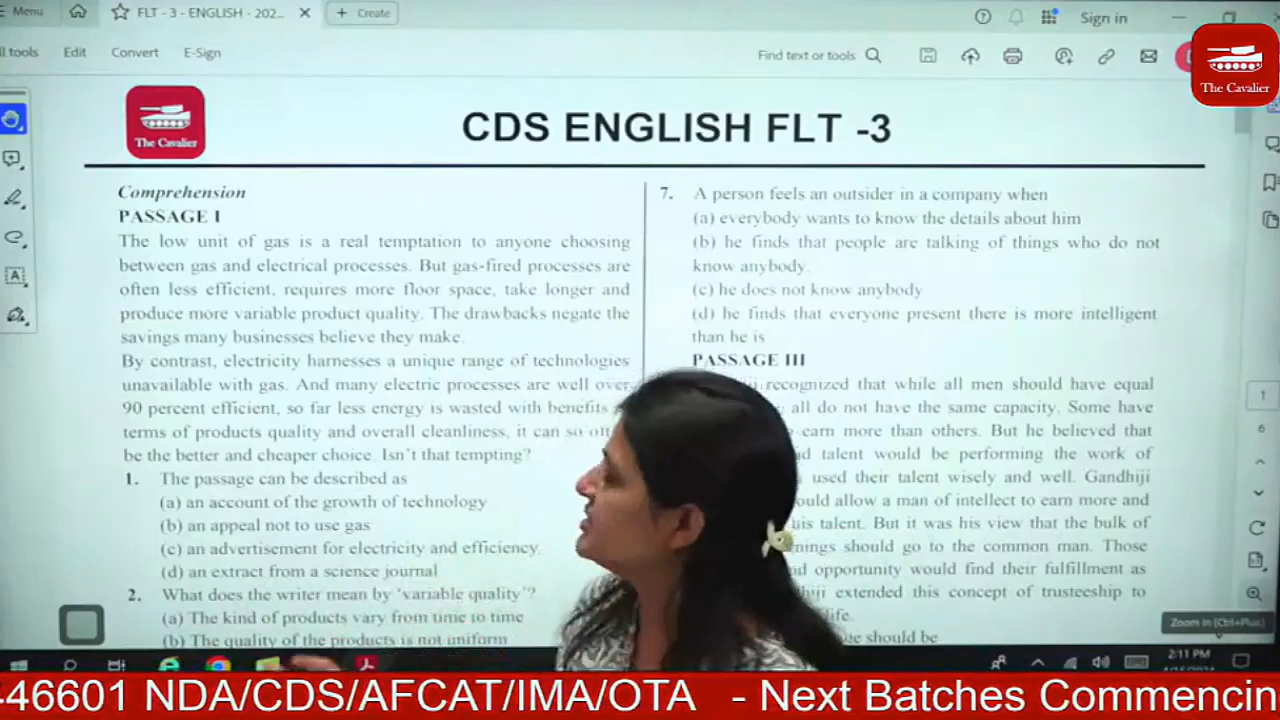 Menu
FLT - 3 - ENGLISH - 202...
Create
Sign in
ll tools
Edit
Convert
E-Sign
Find text or tools
The Cavalier
The Cavalier
CDS ENGLISH FLT -3
Comprehension
PASSAGE I
The low unit of gas is a real temptation to anyone choosing
between gas and electrical processes. But gas-fired processes are
often less efficient, requires more floor space, take longer and
produce more variable product quality. The drawbacks negate the
savings many businesses believe they make.
By contrast, electricity harnesses a unique range of technologies
unavailable with gas. And many electric processes are well over
90 percent efficient, so far less energy is wasted with benefits
terms of products quality and overall cleanliness, it can so
be the better and cheaper choice. Isn't that tempting?
1. The passage can be described as
(a) an account of the growth of technology
(b) an appeal not to use gas
(c) an advertisement for electricity and efficiency.
(d) an extract from a science journal
2. What does the writer mean by 'variable quality'?
(a) The kind of products vary from time to time
(b) The quality of the products is not uniform
7. A person feels an outsider in a company when
(a) everybody wants to know the details about him
(b) he finds that people are talking of things who do not
know anybody.
(c) he does not know anybody
(d) he finds that everyone present there is more intelligent
than he is
PASSAGE III
recognized that while all men should have equal
all do not have the same capacity. Some have
earn more than others. But he believed that
talent would be performing the work of
used their talent wisely and well. Gandhiji
would allow a man of intellect to earn more and
his talent. But it was his view that the bulk of
should go to the common man. Those
opportunity would find their fulfillment as
extended this concept of trusteeship to
life.
should be
1
6
Zoom in (Ctrl+Plus)
2:11 PM
46601 NDA/CDS/AFCAT/IMA/OTA - Next Batches Commencin